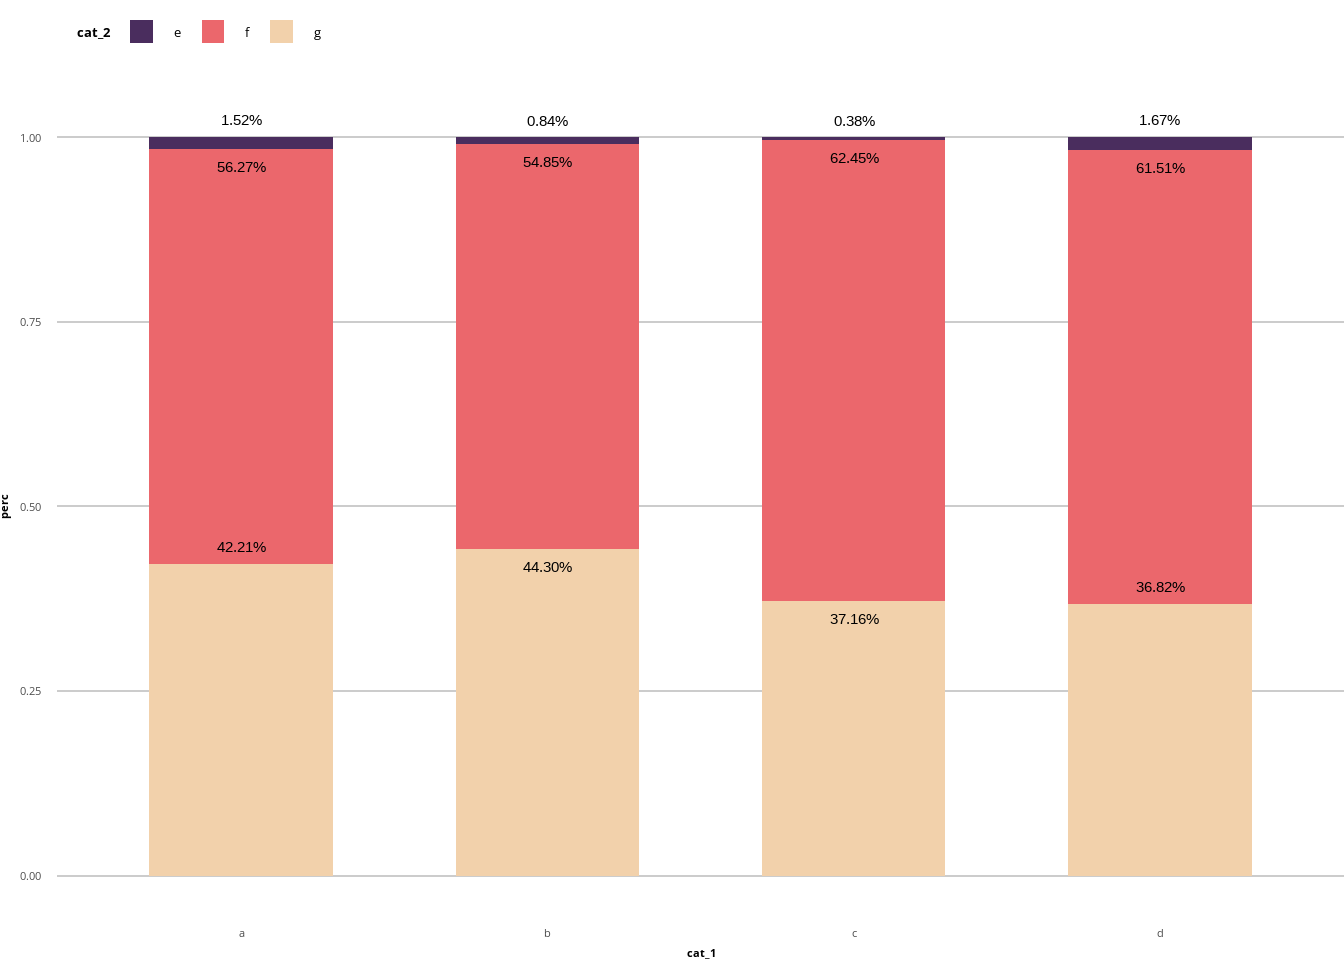 cat_2 e f g
1.52% 0.84% 0.38% 1.67%
1.00
56.27% 54.85% 62.45% 61.51%
0.75
perc
0.50
42.21% 44.30% 37.16% 36.82%
0.25
0.00
a b c d
cat_1